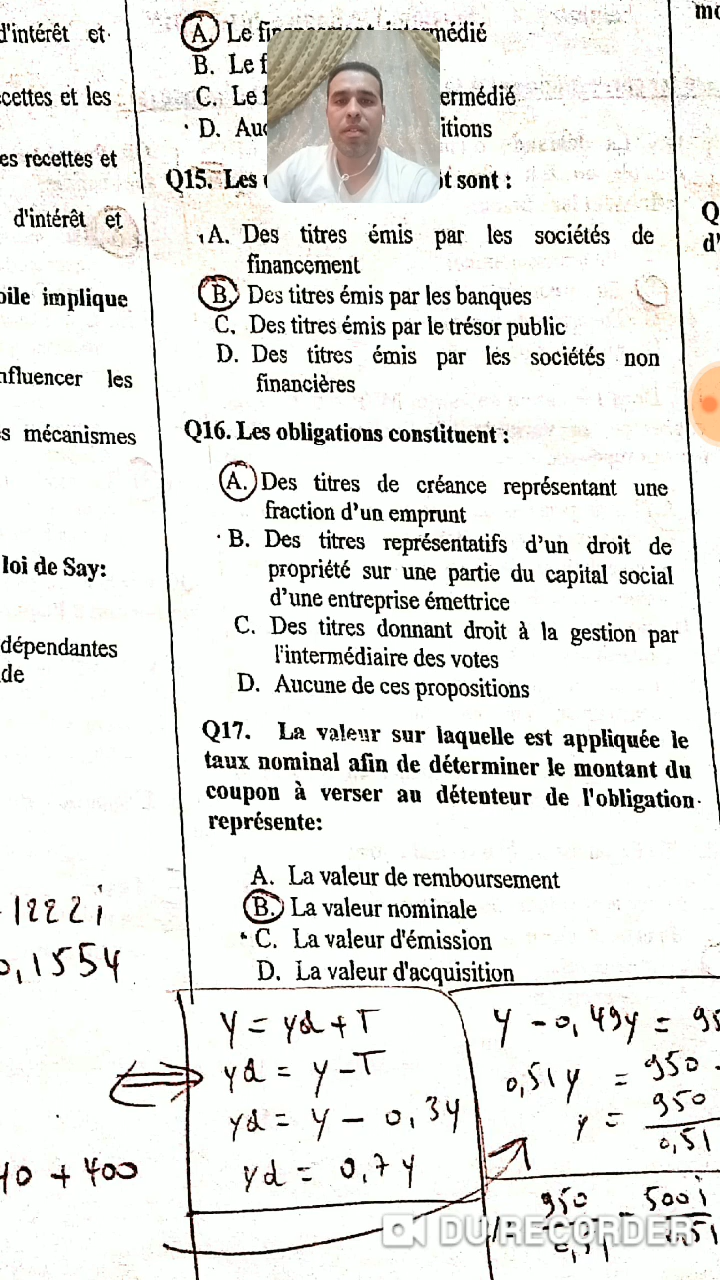 d'intérêt et
cettes et les
es recettes et
d'intérêt et
bile implique
influencer les
s mécanismes
loi de Say:
dépendantes
de
1222i
0,1554
40 + 400
A. Le financement intermédié
B. Le
C. Le ermédié
D. Auc itions
Q15. Les ôt sont :
A. Des titres émis par les sociétés de
financement
B. Des titres émis par les banques
C. Des titres émis par le trésor public
D. Des titres émis par les sociétés non
financières
Q16. Les obligations constituent :
A. Des titres de créance représentant une
fraction d'un emprunt
B. Des titres représentatifs d'un droit de
propriété sur une partie du capital social
d'une entreprise émettrice
C. Des titres donnant droit à la gestion par
l'intermédiaire des votes
D. Aucune de ces propositions
Q17. La valeur sur laquelle est appliquée le
taux nominal afin de déterminer le montant du
coupon à verser au détenteur de l'obligation
représente:
A. La valeur de remboursement
B. La valeur nominale
C. La valeur d'émission
D. La valeur d'acquisition
Y = yd + T
yd = y - T
yd = y - 0,3y
yd = 0,7y
Y - 0,49y = 95
0,51y = 950
y = 950
0,51
950 500i
DU RECORDER
Q
d'